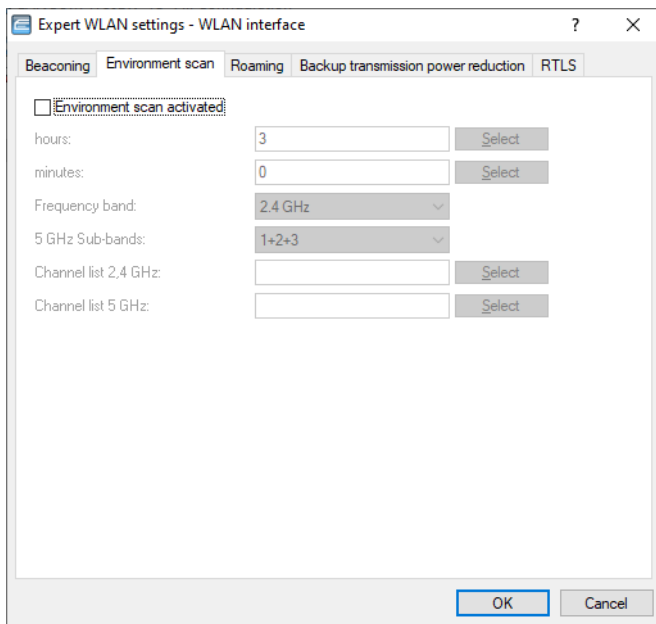 Expert WLAN settings - WLAN interface ?
Beaconing Environment scan Roaming Backup transmission power reduction RTLS
Environment scan activated
hours: 3 Select
minutes: 0 Select
Frequency band: 2.4 GHz
5 GHz Sub-bands: 1+2+3
Channel list 2,4 GHz: Select
Channel list 5 GHz: Select
OK Cancel